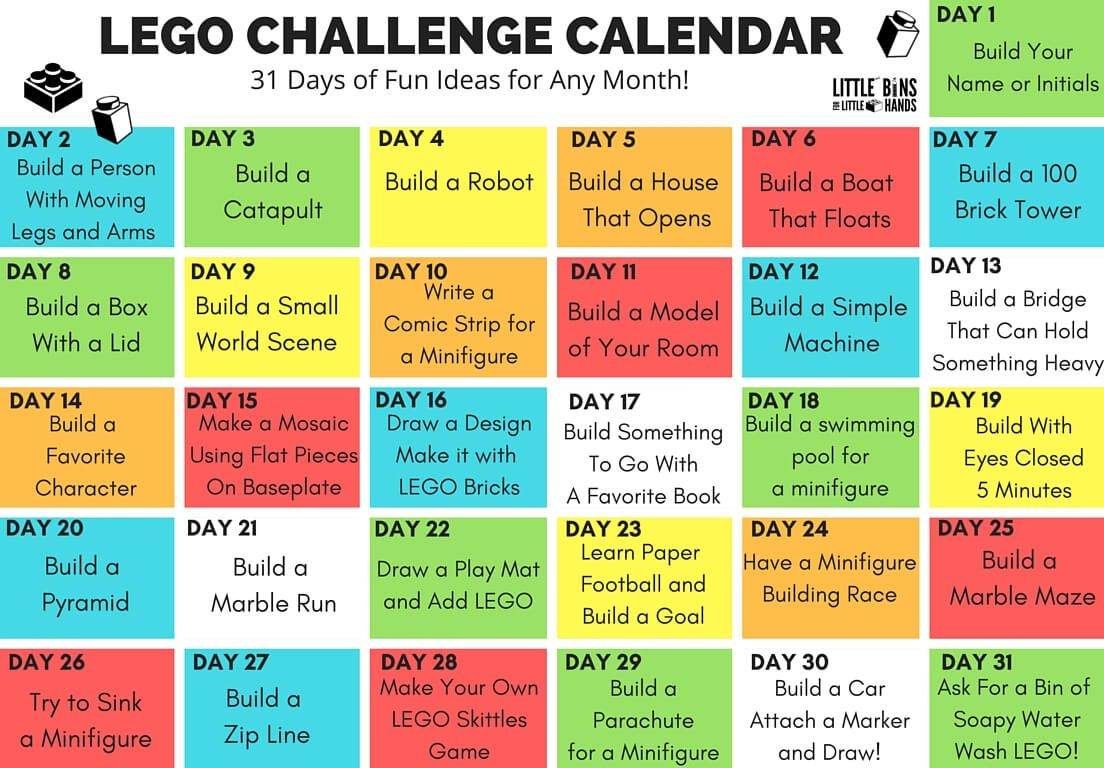 LEGO CHALLENGE CALENDAR
31 Days of Fun Ideas for Any Month!
LITTLE BINS
FOR LITTLE HANDS
DAY 1
Build Your
Name or Initials
DAY 2
Build a Person
With Moving
Legs and Arms
DAY 3
Build a
Catapult
DAY 4
Build a Robot
DAY 5
Build a House
That Opens
DAY 6
Build a Boat
That Floats
DAY 7
Build a 100
Brick Tower
DAY 8
Build a Box
With a Lid
DAY 9
Build a Small
World Scene
DAY 10
Write a
Comic Strip for
a Minifigure
DAY 11
Build a Model
of Your Room
DAY 12
Build a Simple
Machine
DAY 13
Build a Bridge
That Can Hold
Something Heavy
DAY 14
Build a
Favorite
Character
DAY 15
Make a Mosaic
Using Flat Pieces
On Baseplate
DAY 16
Draw a Design
Make it with
LEGO Bricks
DAY 17
Build Something
To Go With
A Favorite Book
DAY 18
Build a swimming
pool for
a minifigure
DAY 19
Build With
Eyes Closed
5 Minutes
DAY 20
Build a
Pyramid
DAY 21
Build a
Marble Run
DAY 22
Draw a Play Mat
and Add LEGO
DAY 23
Learn Paper
Football and
Build a Goal
DAY 24
Have a Minifigure
Building Race
DAY 25
Build a
Marble Maze
DAY 26
Try to Sink
a Minifigure
DAY 27
Build a
Zip Line
DAY 28
Make Your Own
LEGO Skittles
Game
DAY 29
Build a
Parachute
for a Minifigure
DAY 30
Build a Car
Attach a Marker
and Draw!
DAY 31
Ask For a Bin of
Soapy Water
Wash LEGO!